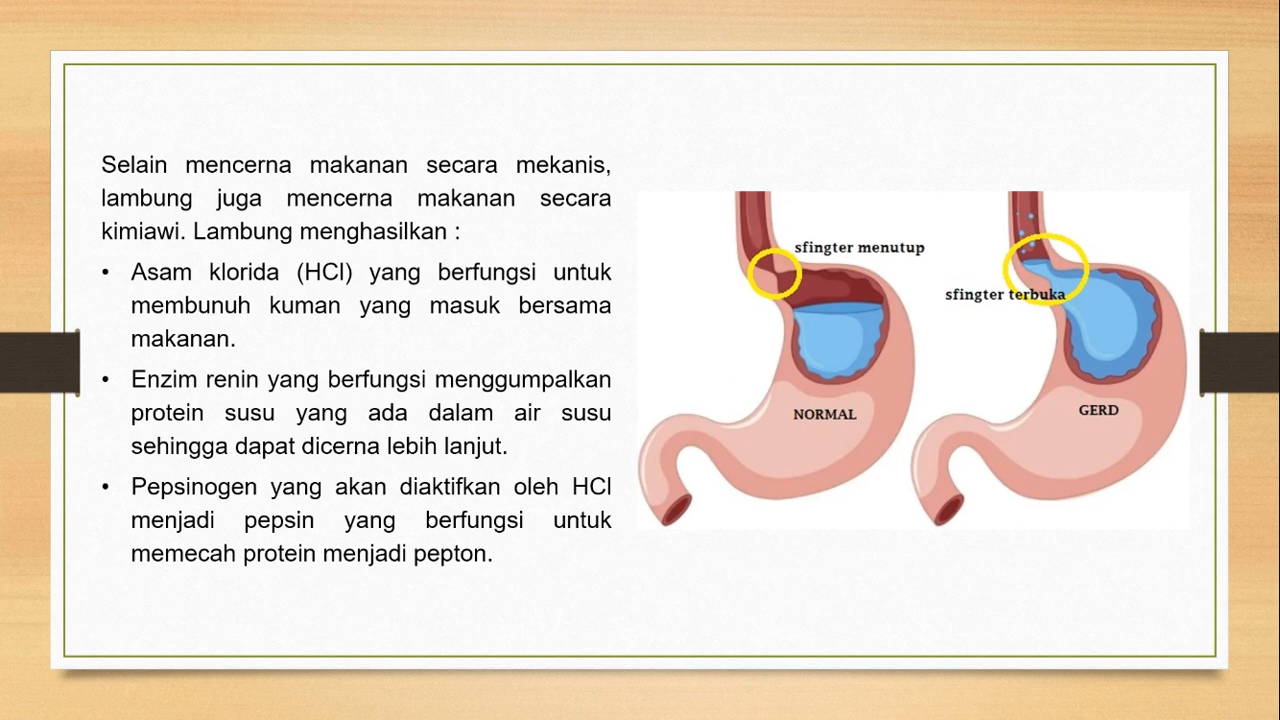 Selain mencerna makanan secara mekanis,
lambung juga mencerna makanan secara
kimiawi. Lambung menghasilkan :
• Asam klorida (HCl) yang berfungsi untuk
membunuh kuman yang masuk bersama
makanan.
• Enzim renin yang berfungsi menggumpalkan
protein susu yang ada dalam air susu
sehingga dapat dicerna lebih lanjut.
• Pepsinogen yang akan diaktifkan oleh HCl
menjadi pepsin yang berfungsi untuk
memecah protein menjadi pepton.
sfingter menutup
sfingter terbuka
NORMAL
GERD